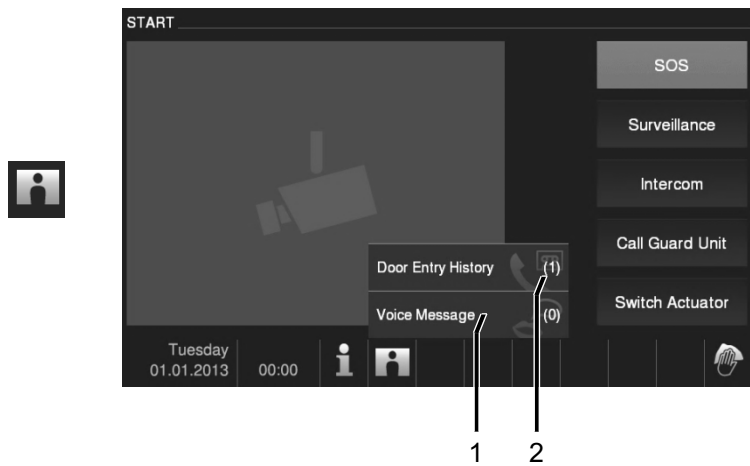 START
SOS
Surveillance
Intercom
Call Guard Unit
Switch Actuator
Door Entry History (1)
Voice Message (0)
Tuesday
01.01.2013 00:00
1 2